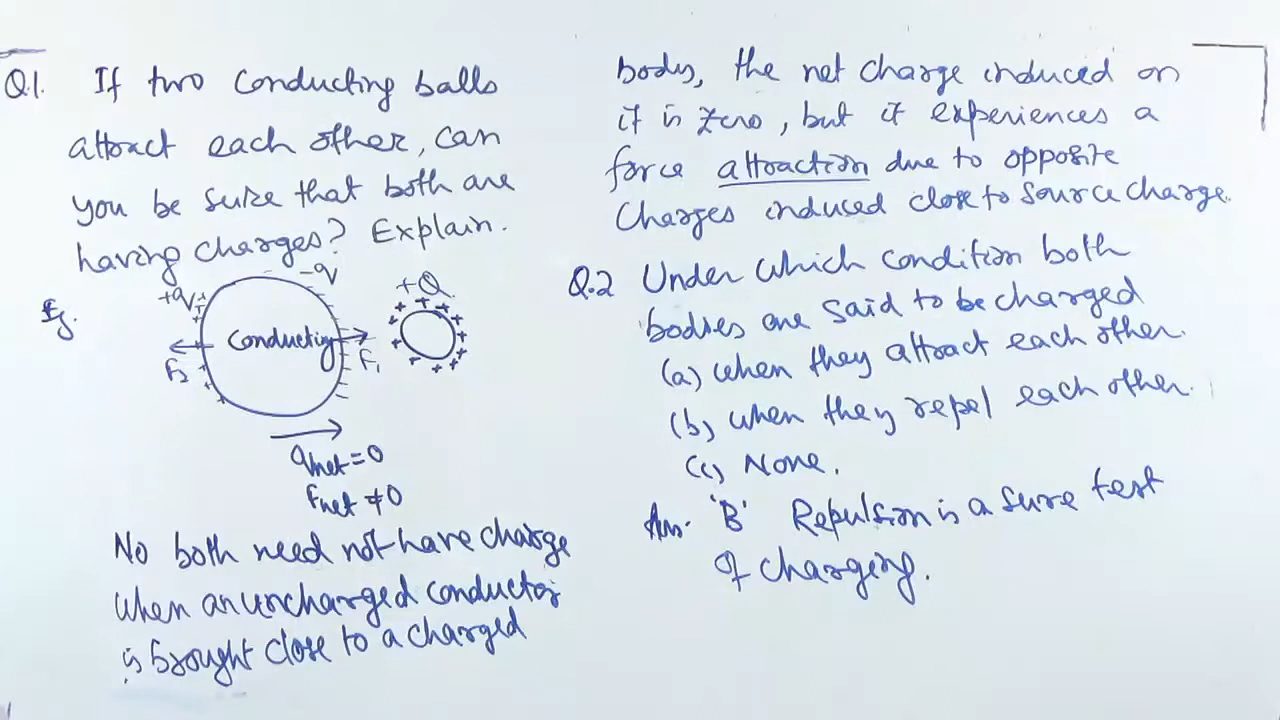 Q1. If two conducting balls
attract each other, can
you be sure that both are
having charges? Explain.
Eg.
+q
-q
+Q
Conducting
F2
F1
qnet = 0
Fnet ≠ 0
No both need not have charge
when an uncharged conductor
is brought close to a charged
body, the net charge induced on
it is zero, but it experiences a
force attraction due to opposite
Charges induced close to source charge.
Q.2 Under which condition both
bodies are said to be charged
(a) when they attract each other.
(b) when they repel each other.
(c) None.
Ans. 'B' Repulsion is a sure test
of charging.